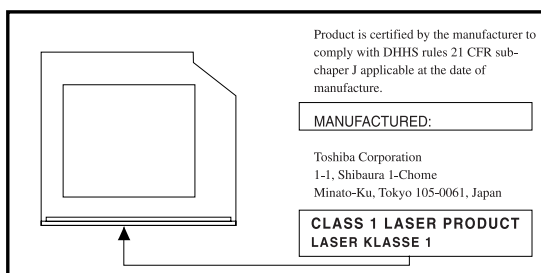 Product is certified by the manufacturer to
comply with DHHS rules 21 CFR sub-
chaper J applicable at the date of
manufacture.
MANUFACTURED:
Toshiba Corporation
1-1, Shibaura 1-Chome
Minato-Ku, Tokyo 105-0061, Japan
CLASS 1 LASER PRODUCT
LASER KLASSE 1